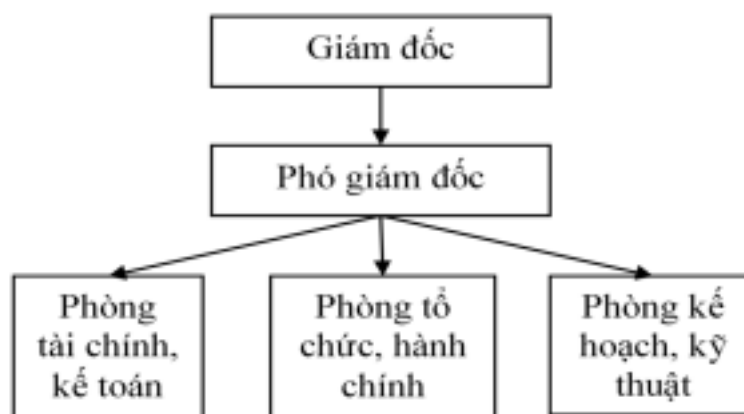 Giám đốc
Phó giám đốc
Phòng
tài chính,
kế toán
Phòng tổ
chức, hành
chính
Phòng kế
hoạch, kỹ
thuật